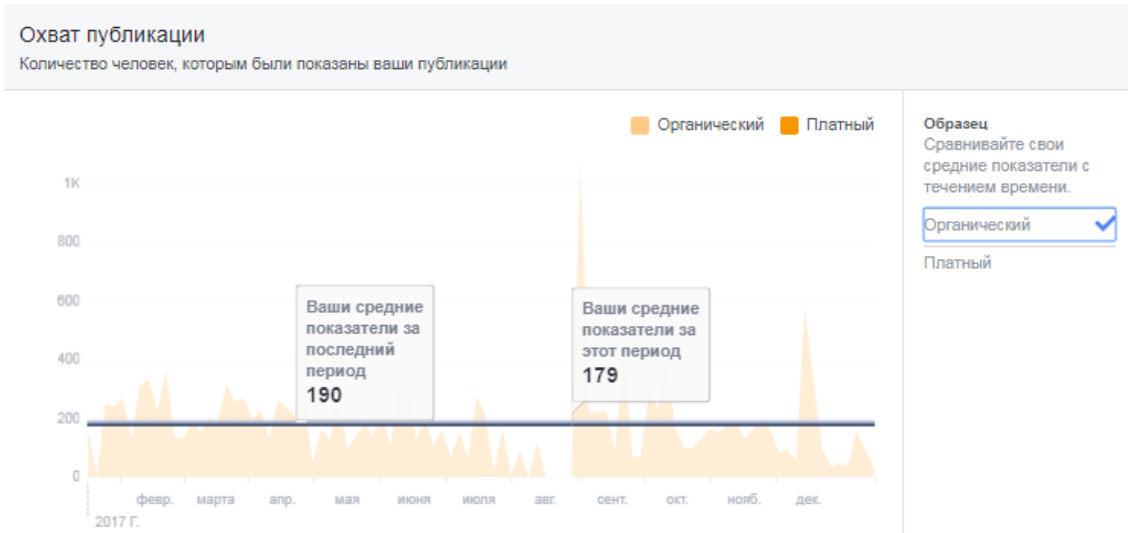 Охват публикации
Количество человек, которым были показаны ваши публикации
Органический
Платный
Образец
Сравнивайте свои
средние показатели с
течением времени.
Органический
Платный
1K
800
600
400
200
0
Ваши средние
показатели за
последний
период
190
Ваши средние
показатели за
этот период
179
февр. марта апр. мая июня июля авг. сент. окт. нояб. дек.
2017 Г.